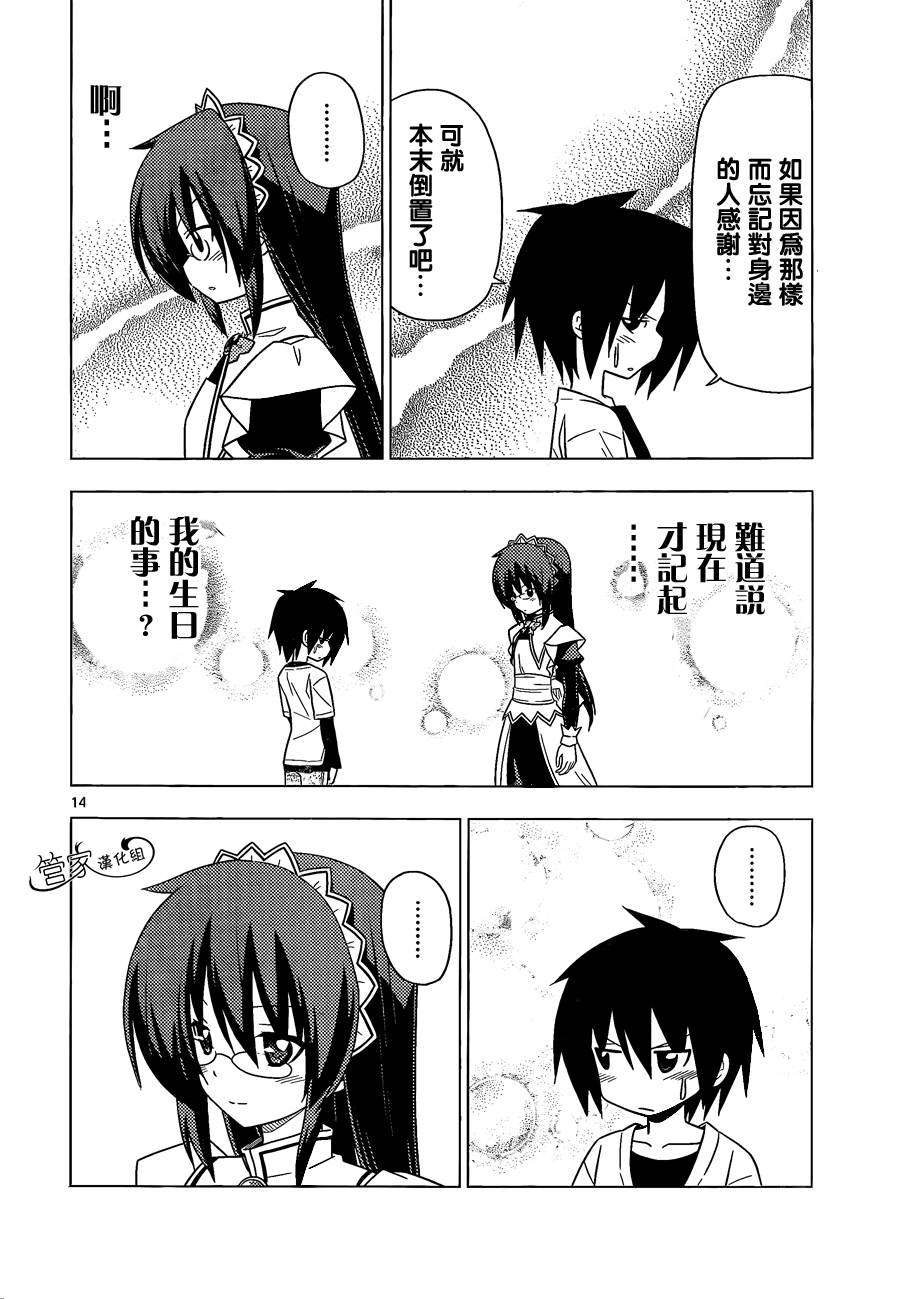 如果因為那樣
而忘記對身邊
的人感謝…
可就
本末倒置了吧…
………
啊…
難道說
現在
才記起
……
我的生日
的事…?
………
………
14
管家漢化組